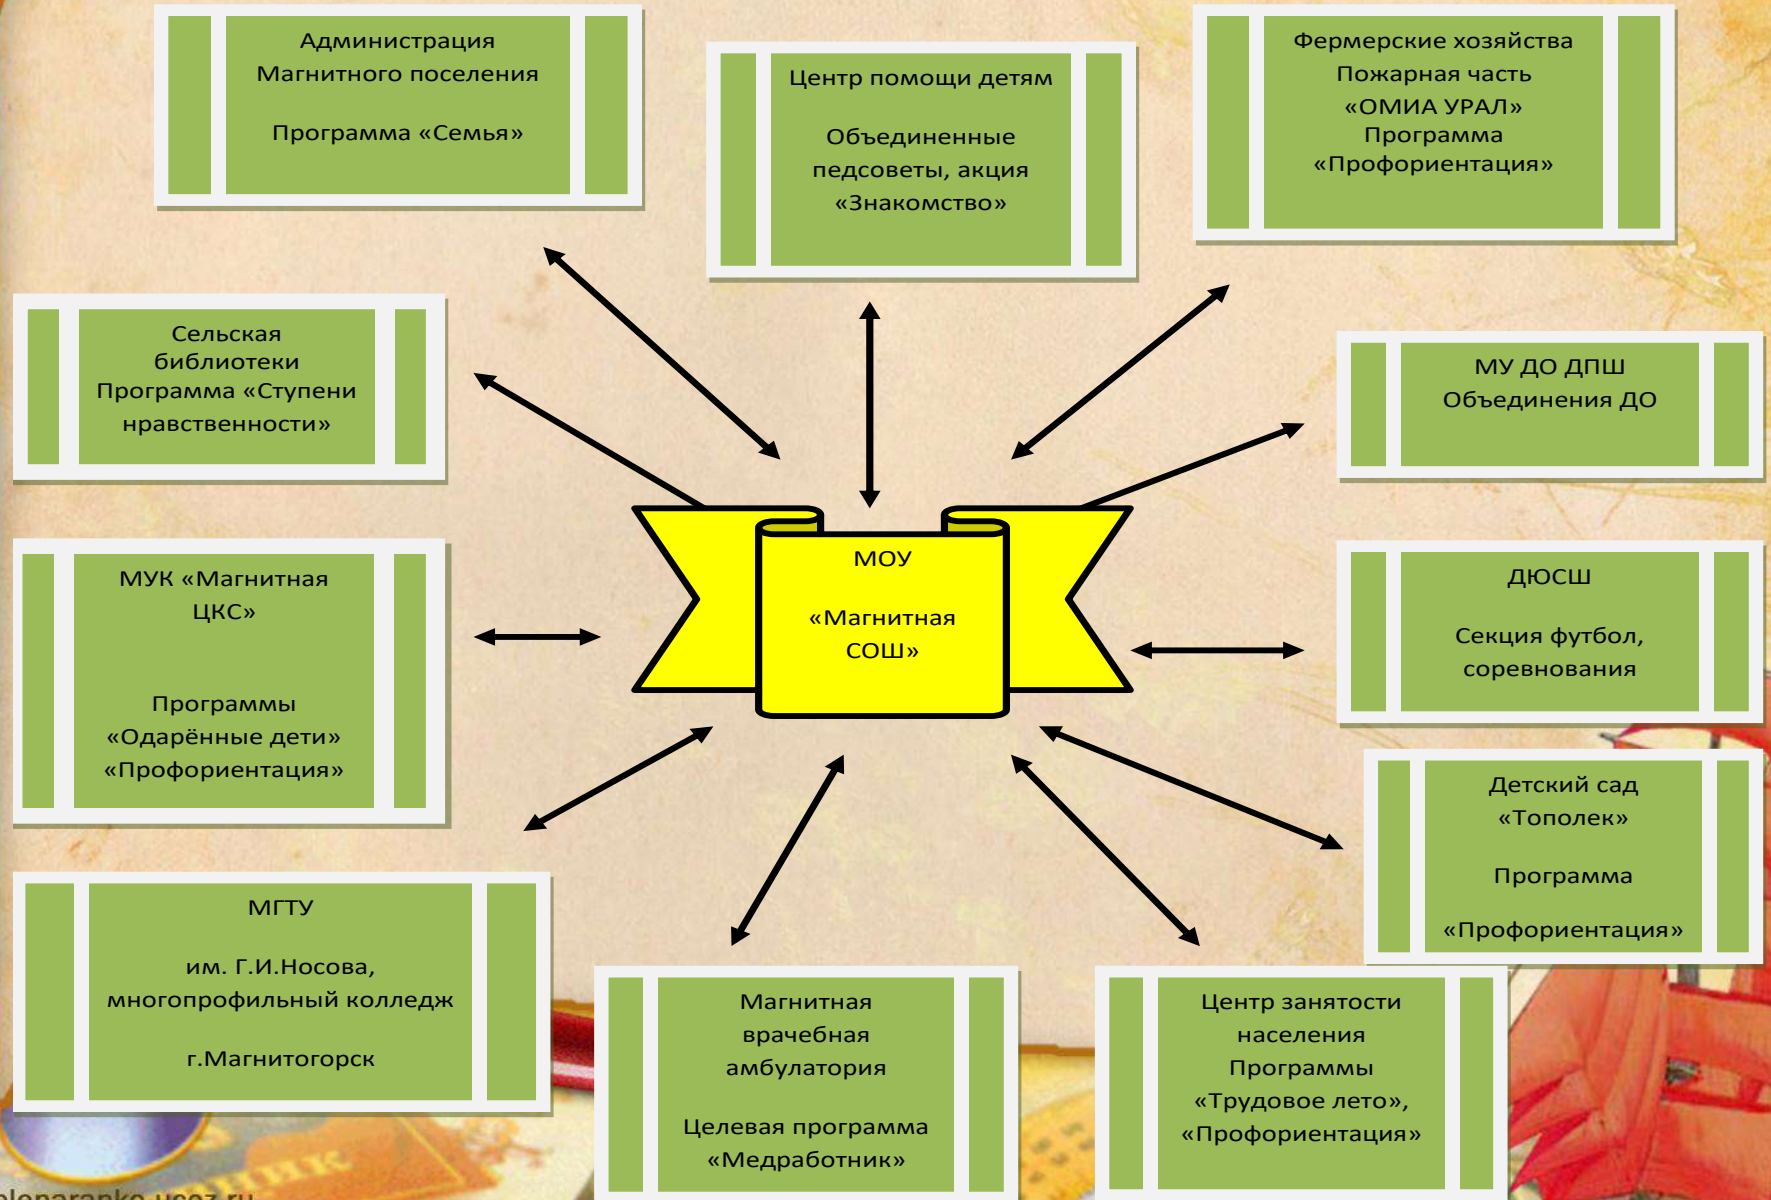 Администрация
Магнитного поселения
Программа «Семья»
Центр помощи детям
Объединенные
педсоветы, акция
«Знакомство»
Фермерские хозяйства
Пожарная часть
«ОМИА УРАЛ»
Программа
«Профориентация»
Сельская
библиотеки
Программа «Ступени
нравственности»
МУ ДО ДПШ
Объединения ДО
МУК «Магнитная
ЦКС»
Программы
«Одарённые дети»
«Профориентация»
МОУ
«Магнитная
СОШ»
ДЮСШ
Секция футбол,
соревнования
Детский сад
«Тополек»
Программа
«Профориентация»
МГТУ
им. Г.И.Носова,
многопрофильный колледж
г.Магнитогорск
Магнитная
врачебная
амбулатория
Целевая программа
«Медработник»
Центр занятости
населения
Программы
«Трудовое лето»,
«Профориентация»